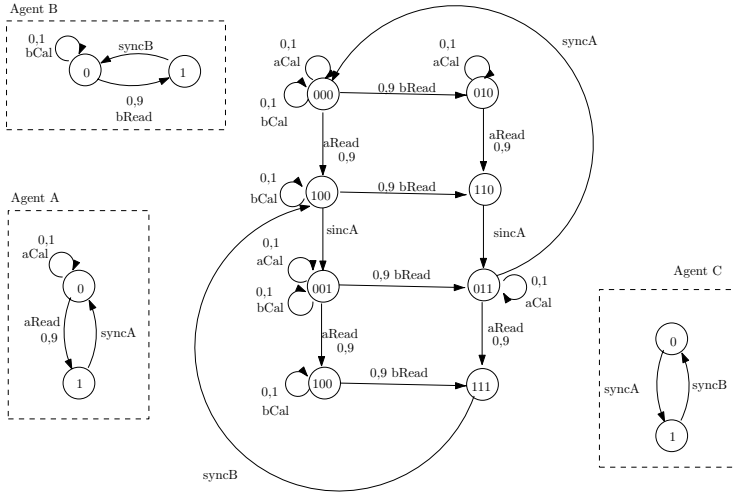 Agent B
0,1
bCal
0
syncB
1
0,9
bRead
Agent A
0,1
aCal
0
aRead
0,9
syncA
1
0,1
aCal
000
0,1
bCal
0,9 bRead
0,1
aCal
010
syncA
aRead
0,9
aRead
0,9
0,1
bCal
100
0,9 bRead
110
sincA
sincA
0,1
aCal
0,1
bCal
001
0,9 bRead
011
0,1
aCal
aRead
0,9
aRead
0,9
0,1
bCal
100
0,9 bRead
111
syncB
Agent C
0
syncA
syncB
1